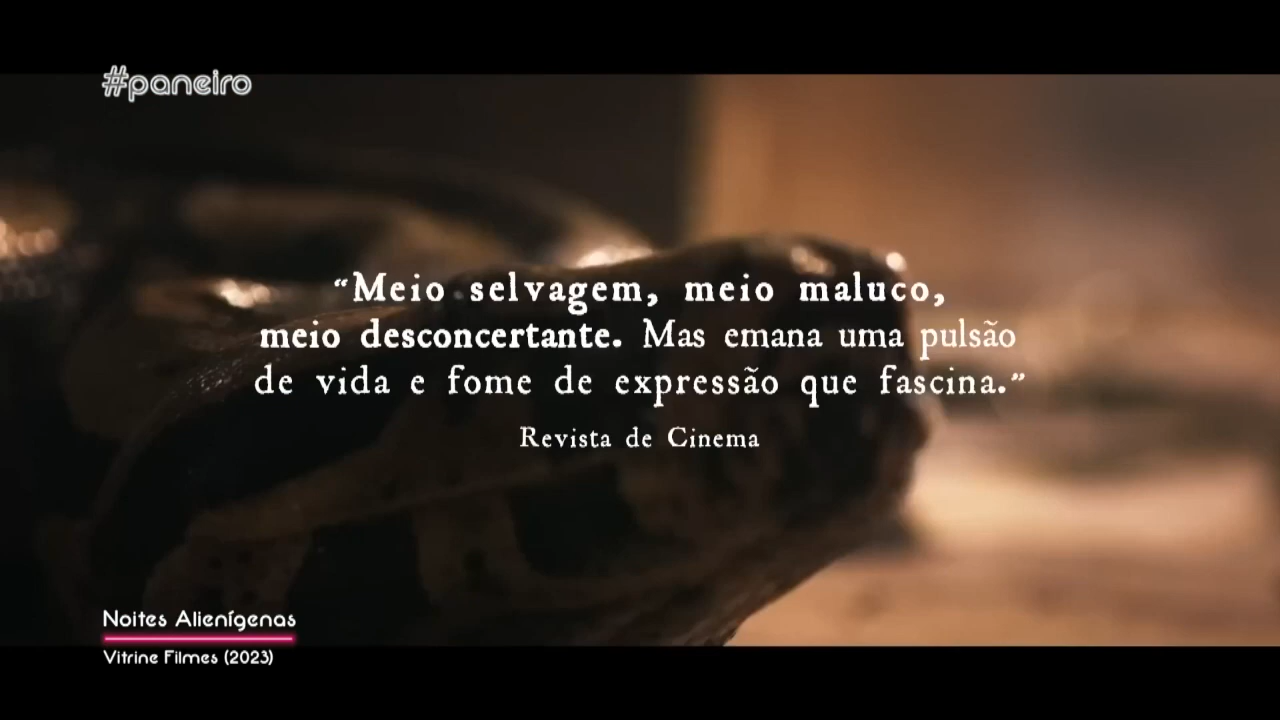 #paneiro
“Meio selvagem, meio maluco,
meio desconcertante. Mas emana uma pulsão
de vida e fome de expressão que fascina.”
Revista de Cinema
Noites Alienígenas
Vitrine Filmes (2023)